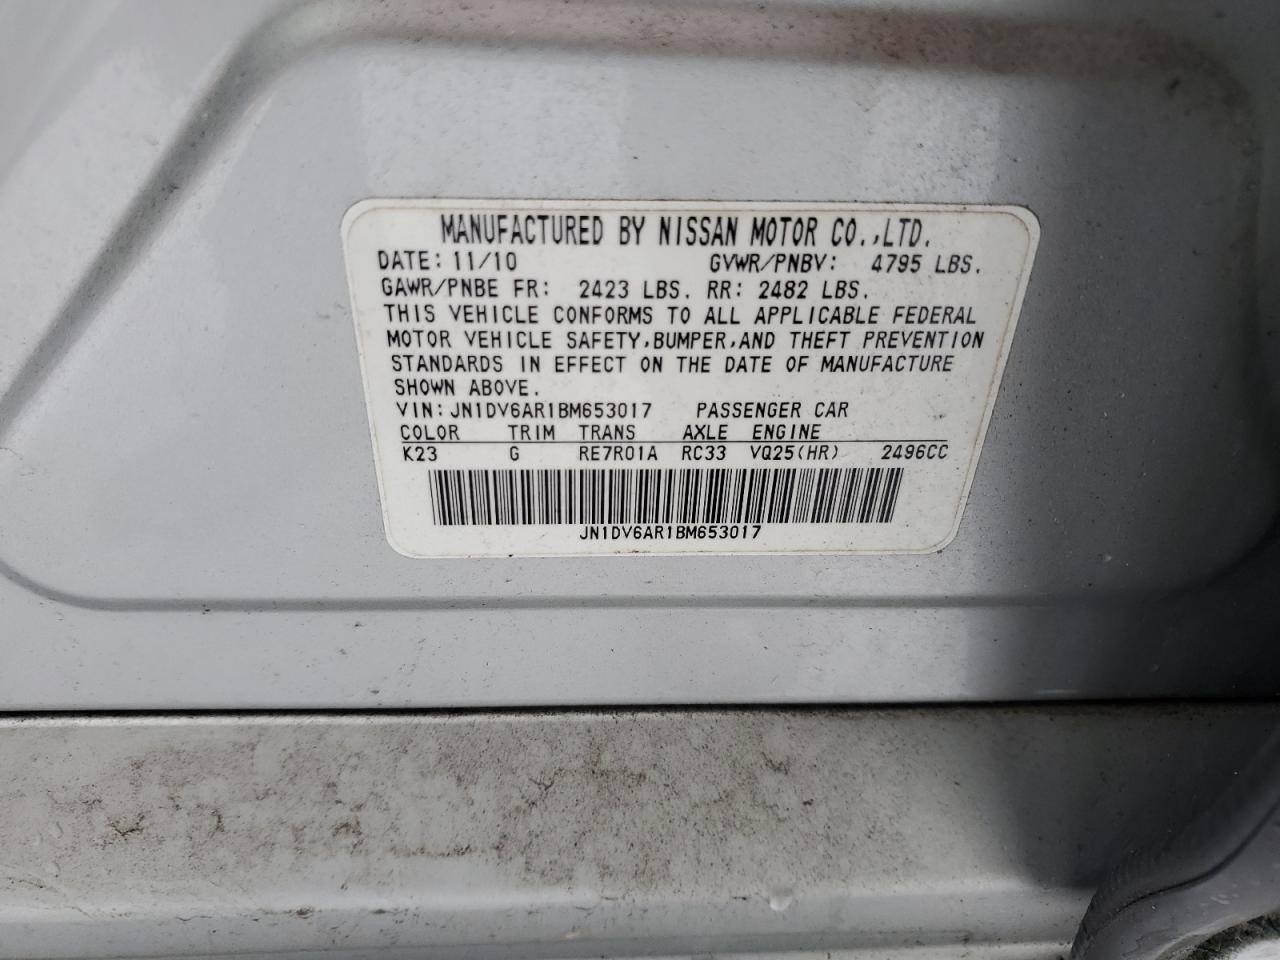 MANUFACTURED BY NISSAN MOTOR CO.,LTD.
DATE: 11/10 GVWR/PNBV: 4795 LBS.
GAWR/PNBE FR: 2423 LBS. RR: 2482 LBS.
THIS VEHICLE CONFORMS TO ALL APPLICABLE FEDERAL
MOTOR VEHICLE SAFETY,BUMPER,AND THEFT PREVENTION
STANDARDS IN EFFECT ON THE DATE OF MANUFACTURE
SHOWN ABOVE.
VIN: JN1DV6AR1BM653017 PASSENGER CAR
COLOR TRIM TRANS AXLE ENGINE
K23 G RE7R01A RC33 VQ25(HR) 2496CC
JN1DV6AR1BM653017